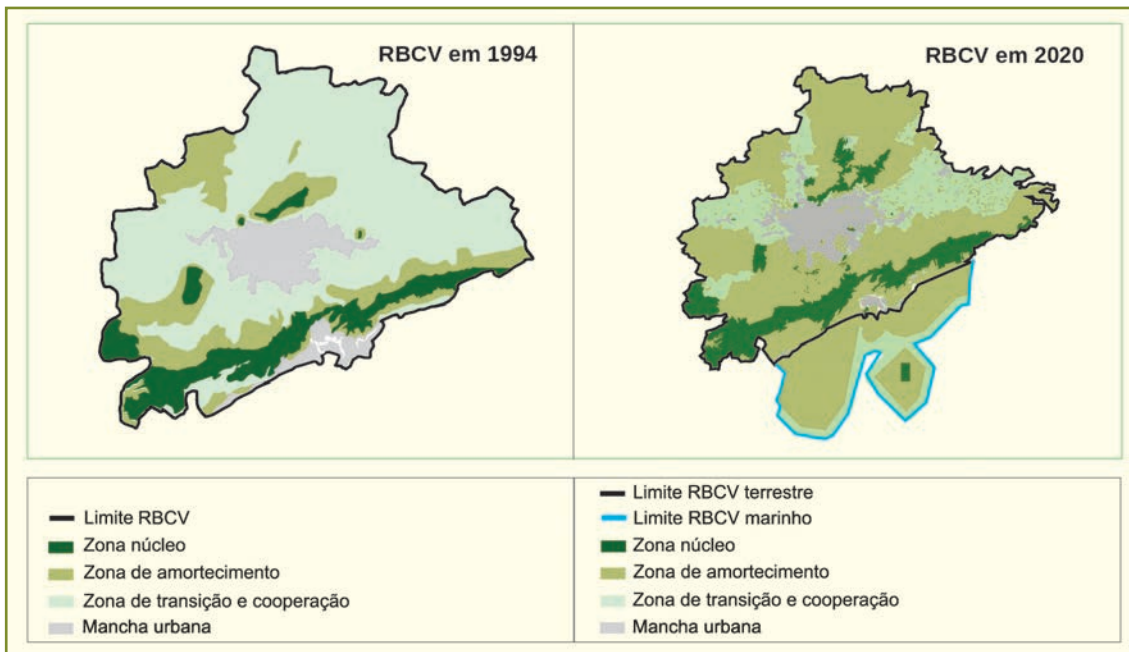 RBCV em 1994
RBCV em 2020
Limite RBCV
Zona núcleo
Zona de amortecimento
Zona de transição e cooperação
Mancha urbana
Limite RBCV terrestre
Limite RBCV marinho
Zona núcleo
Zona de amortecimento
Zona de transição e cooperação
Mancha urbana